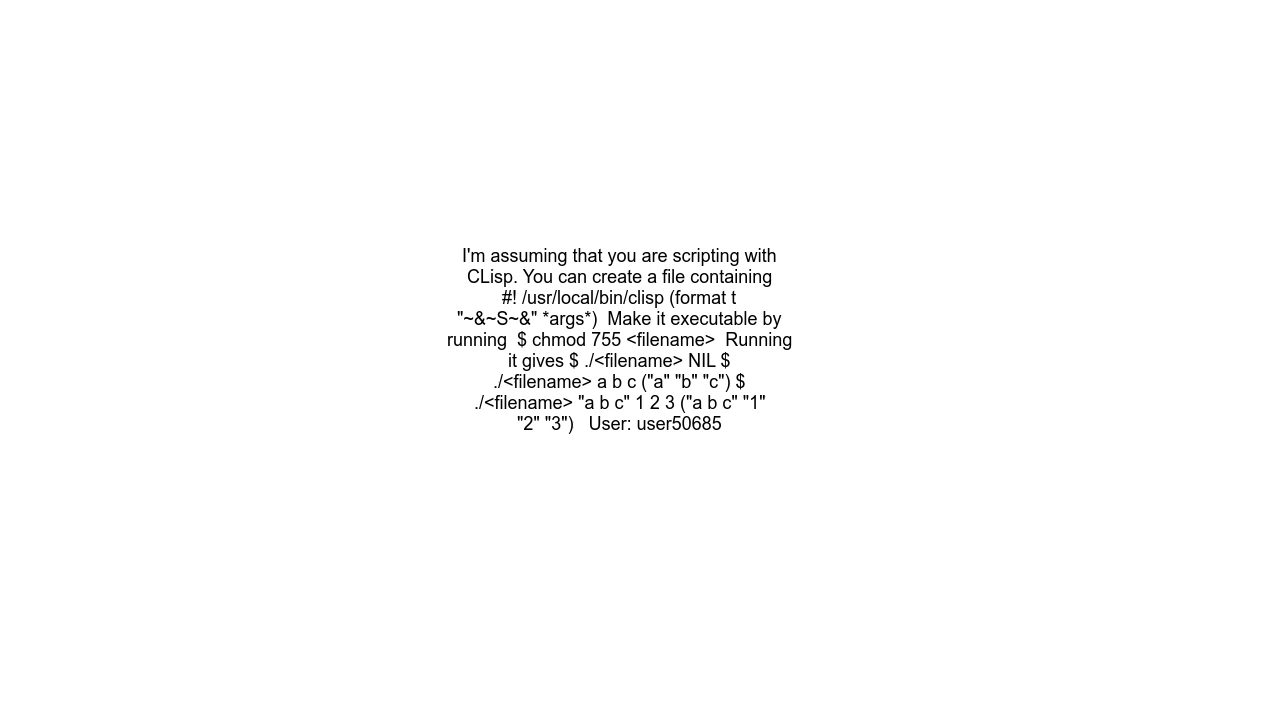 I'm assuming that you are scripting with
CLisp. You can create a file containing
#! /usr/local/bin/clisp (format t
"~&~S~&" *args*)  Make it executable by
running  $ chmod 755 <filename>  Running
it gives $ ./<filename> NIL $
./<filename> a b c ("a" "b" "c") $
./<filename> "a b c" 1 2 3 ("a b c" "1"
"2" "3")   User: user50685